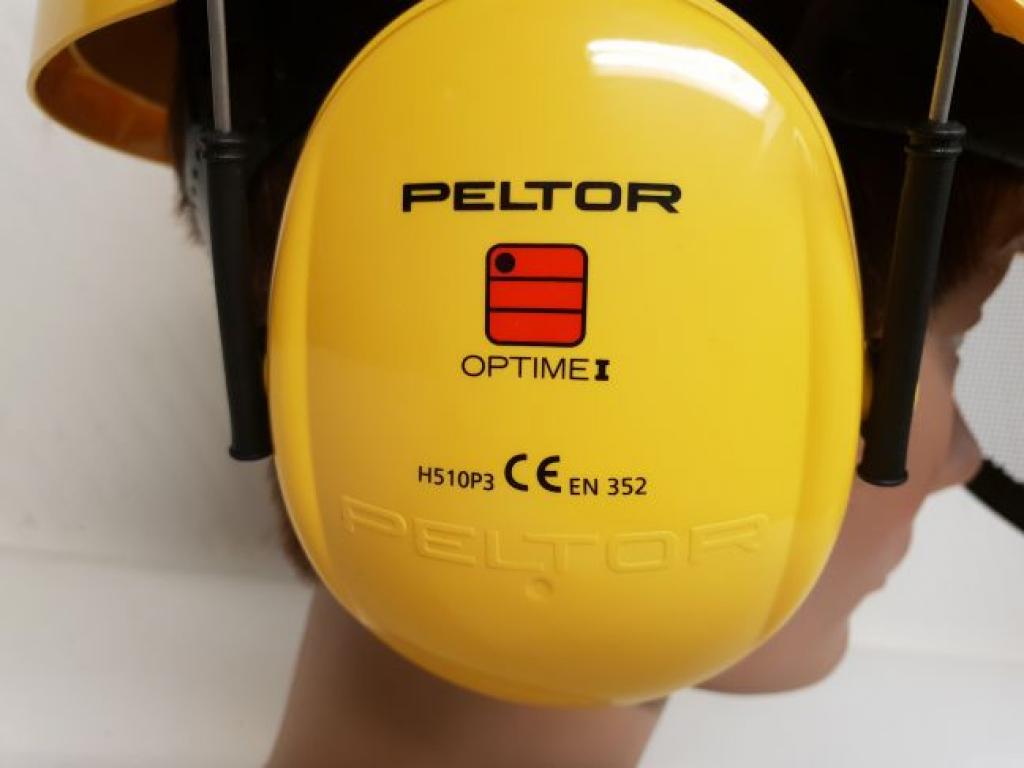 PELTOR
OPTIME I
H510P3 CE EN 352
PELTOR